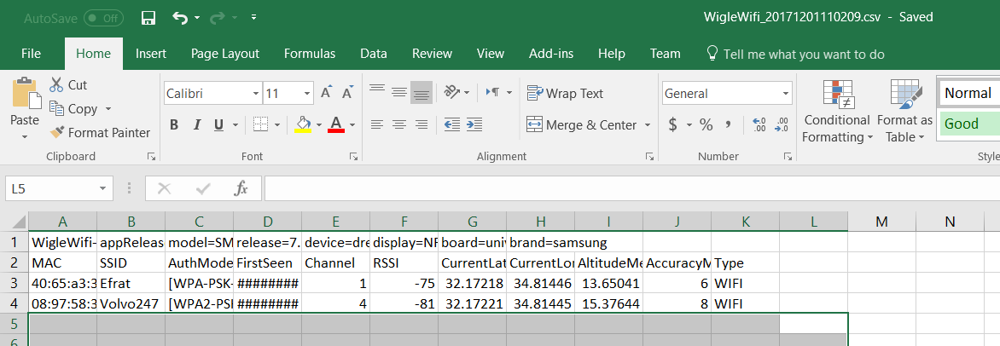 AutoSave Off WigleWifi_20171201110209.csv - Saved
File Home Insert Page Layout Formulas Data Review View Add-ins Help Team Tell me what you want to do
Paste Cut Copy Format Painter
Clipboard
Calibri 11
B I U A
Font
Wrap Text
Merge & Center
Alignment
General
$ % , .00 .00
Number
Conditional Formatting
Format as Table
Normal
Good
Style
L5 fx
A B C D E F G H I J K L M N
1 WigleWifi- appReleas model=SM release=7. device=dre display=NF board=univ brand=samsung
2 MAC SSID AuthMode FirstSeen Channel RSSI CurrentLat CurrentLon AltitudeMe AccuracyM Type
3 40:65:a3:3 Efrat [WPA-PSK- ######## 1 -75 32.17218 34.81446 13.65041 6 WIFI
4 08:97:58:3 Volvo247 [WPA2-PSI ######## 4 -81 32.17221 34.81445 15.37644 8 WIFI
5
6